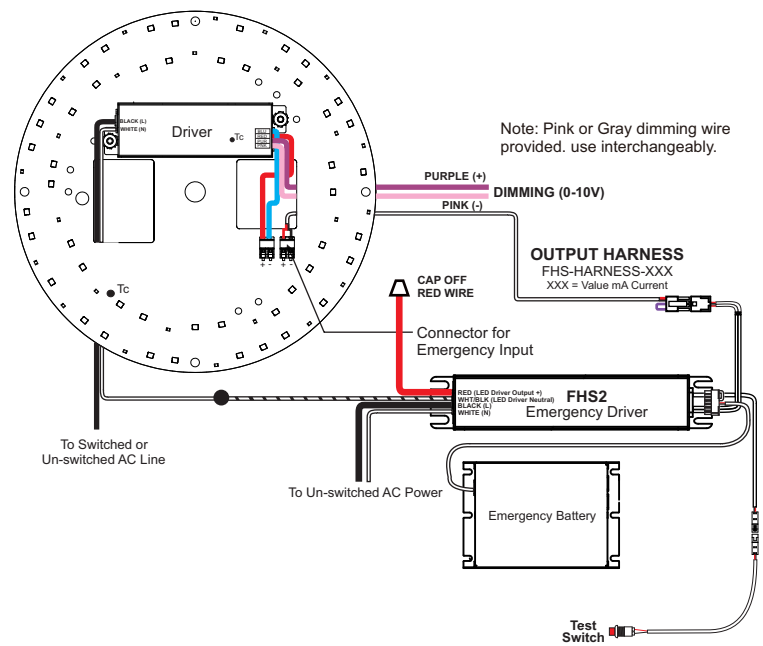 BLACK (L)
WHITE (N)
Driver
Tc
Note: Pink or Gray dimming wire
provided. use interchangeably.
PURPLE (+)
DIMMING (0-10V)
PINK (-)
OUTPUT HARNESS
FHS-HARNESS-XXX
XXX = Value mA Current
+ -
+ -
CAP OFF
RED WIRE
Tc
Connector for
Emergency Input
RED (LED Driver Output +)
WHT/BLK (LED Driver Neutral)
BLACK (L)
WHITE (N)
FHS2
Emergency Driver
To Switched or
Un-switched AC Line
To Un-switched AC Power
Emergency Battery
Test
Switch